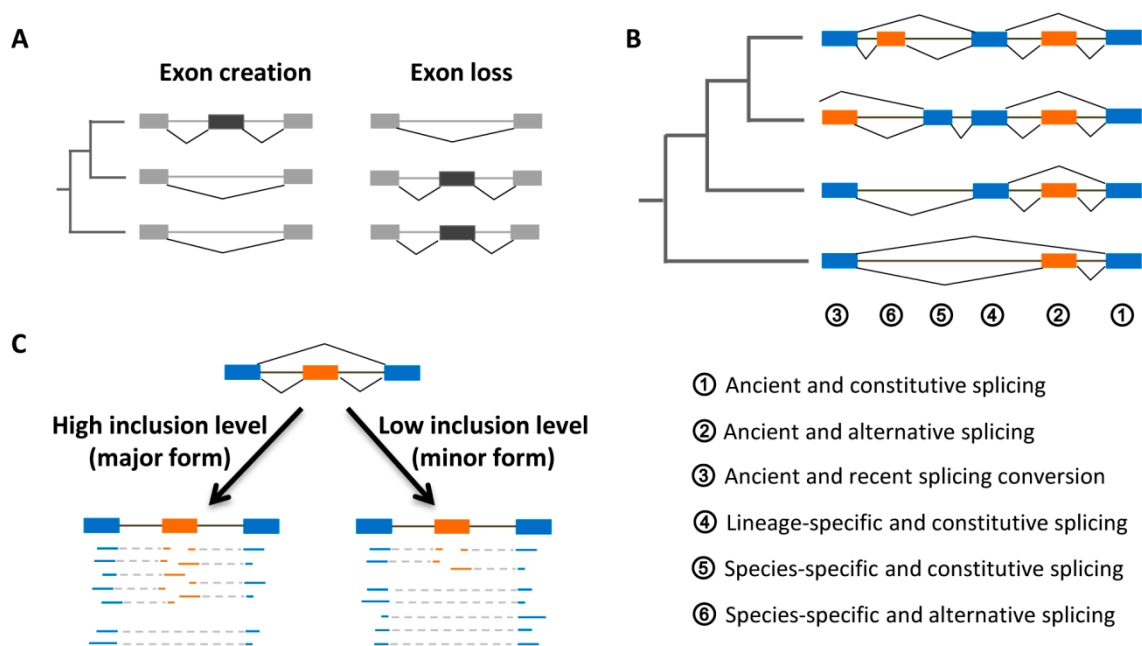 A
Exon creation
Exon loss
B
③ ⑥ ⑤ ④ ② ①
C
High inclusion level
(major form)
Low inclusion level
(minor form)
① Ancient and constitutive splicing
② Ancient and alternative splicing
③ Ancient and recent splicing conversion
④ Lineage-specific and constitutive splicing
⑤ Species-specific and constitutive splicing
⑥ Species-specific and alternative splicing